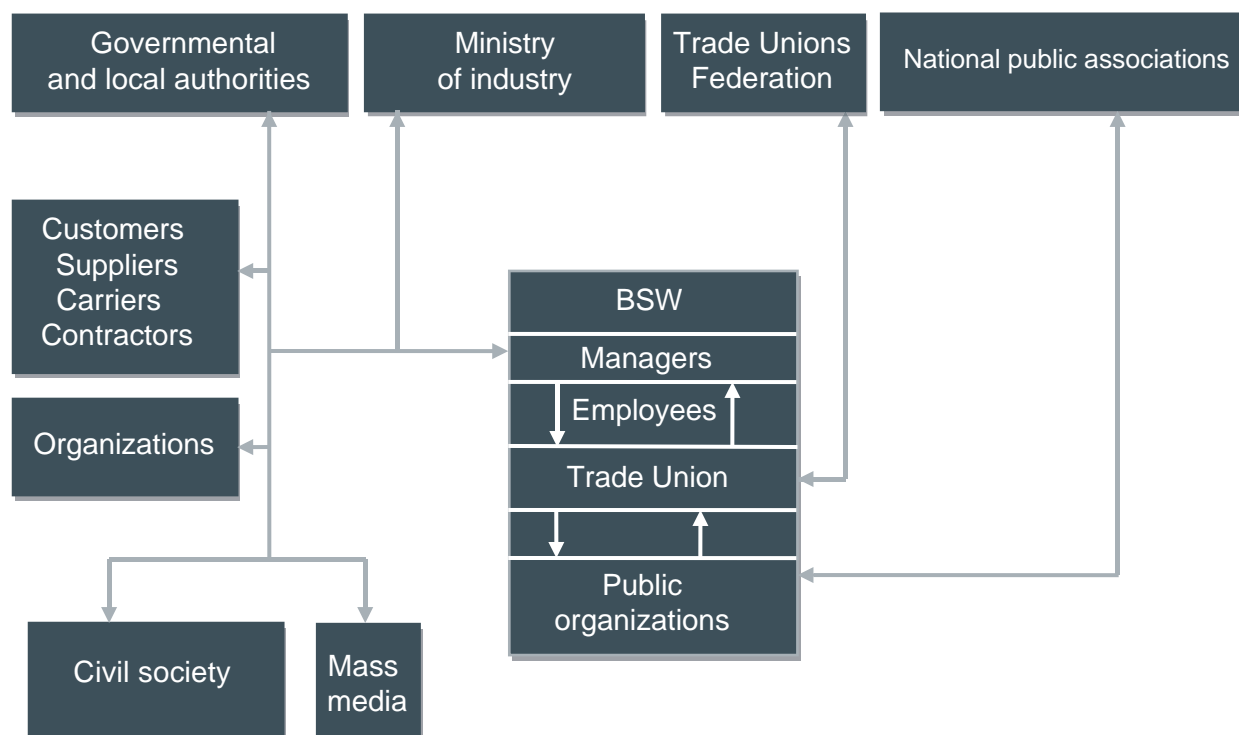 Governmental
and local authorities
Ministry
of industry
Trade Unions
Federation
National public associations
Customers
Suppliers
Carriers
Contractors
BSW
Managers
Employees
Organizations
Trade Union
Public
organizations
Civil society
Mass
media